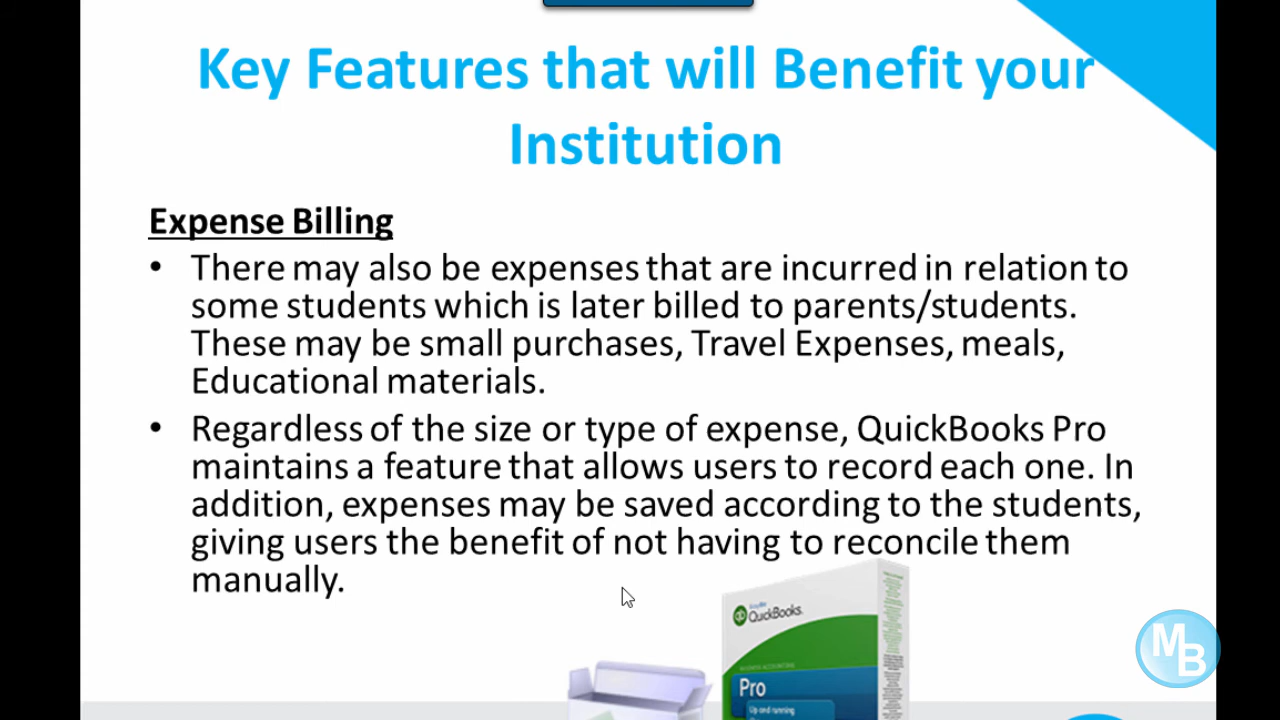 Key Features that will Benefit your
Institution
Expense Billing
• There may also be expenses that are incurred in relation to
some students which is later billed to parents/students.
These may be small purchases, Travel Expenses, meals,
Educational materials.
• Regardless of the size or type of expense, QuickBooks Pro
maintains a feature that allows users to record each one. In
addition, expenses may be saved according to the students,
giving users the benefit of not having to reconcile them
manually.
qb QuickBooks.
Pro
Up and running
MB